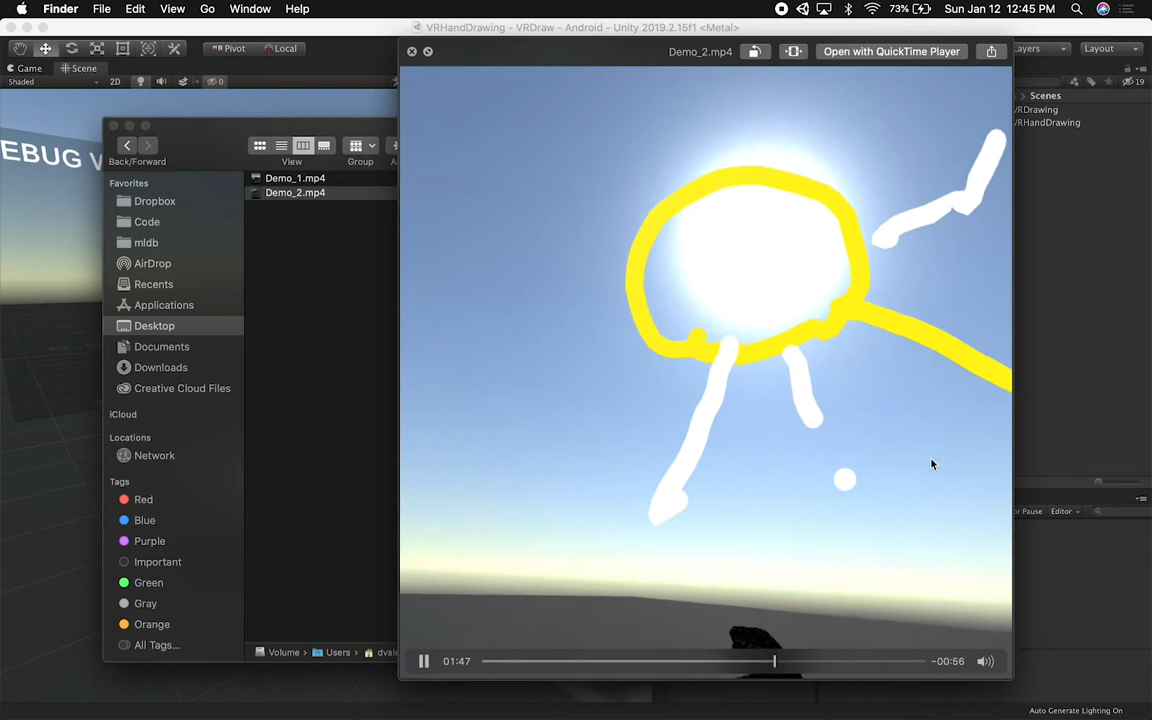 Finder File Edit View Go Window Help 73% Sun Jan 12 12:45 PM
VRHandDrawing - VRDraw - Android - Unity 2019.2.15f1 <Metal>
Pivot Local Layout
Demo_2.mp4 Open with QuickTime Player
Game Scene
Shaded 2D 0 19
Scenes
VRHandDrawing
Back/Forward View Group
Favorites
Dropbox
Code
mldb
AirDrop
Recents
Applications
Desktop
Documents
Downloads
Creative Cloud Files
iCloud
Locations
Network
Tags
Red
Blue
Purple
Important
Green
Gray
Orange
All Tags...
Demo_1.mp4
Demo_2.mp4
Volume › Users ›
Pause Editor
01:47 -00:56
Auto Generate Lighting On